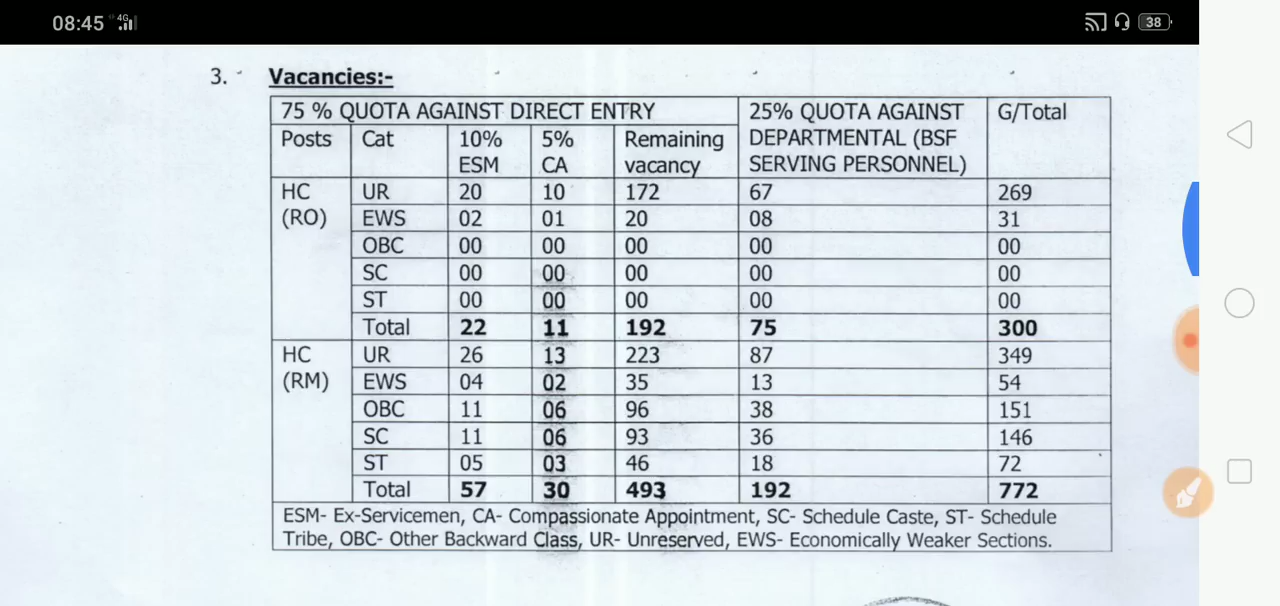 08:45 4G 38
3. Vacancies:-
75 % QUOTA AGAINST DIRECT ENTRY 25% QUOTA AGAINST DEPARTMENTAL (BSF SERVING PERSONNEL) G/Total
Posts Cat 10% ESM 5% CA Remaining vacancy
HC (RO) UR 20 10 172 67 269
EWS 02 01 20 08 31
OBC 00 00 00 00 00
SC 00 00 00 00 00
ST 00 00 00 00 00
Total 22 11 192 75 300
HC (RM) UR 26 13 223 87 349
EWS 04 02 35 13 54
OBC 11 06 96 38 151
SC 11 06 93 36 146
ST 05 03 46 18 72
Total 57 30 493 192 772
ESM- Ex-Servicemen, CA- Compassionate Appointment, SC- Schedule Caste, ST- Schedule
Tribe, OBC- Other Backward Class, UR- Unreserved, EWS- Economically Weaker Sections.